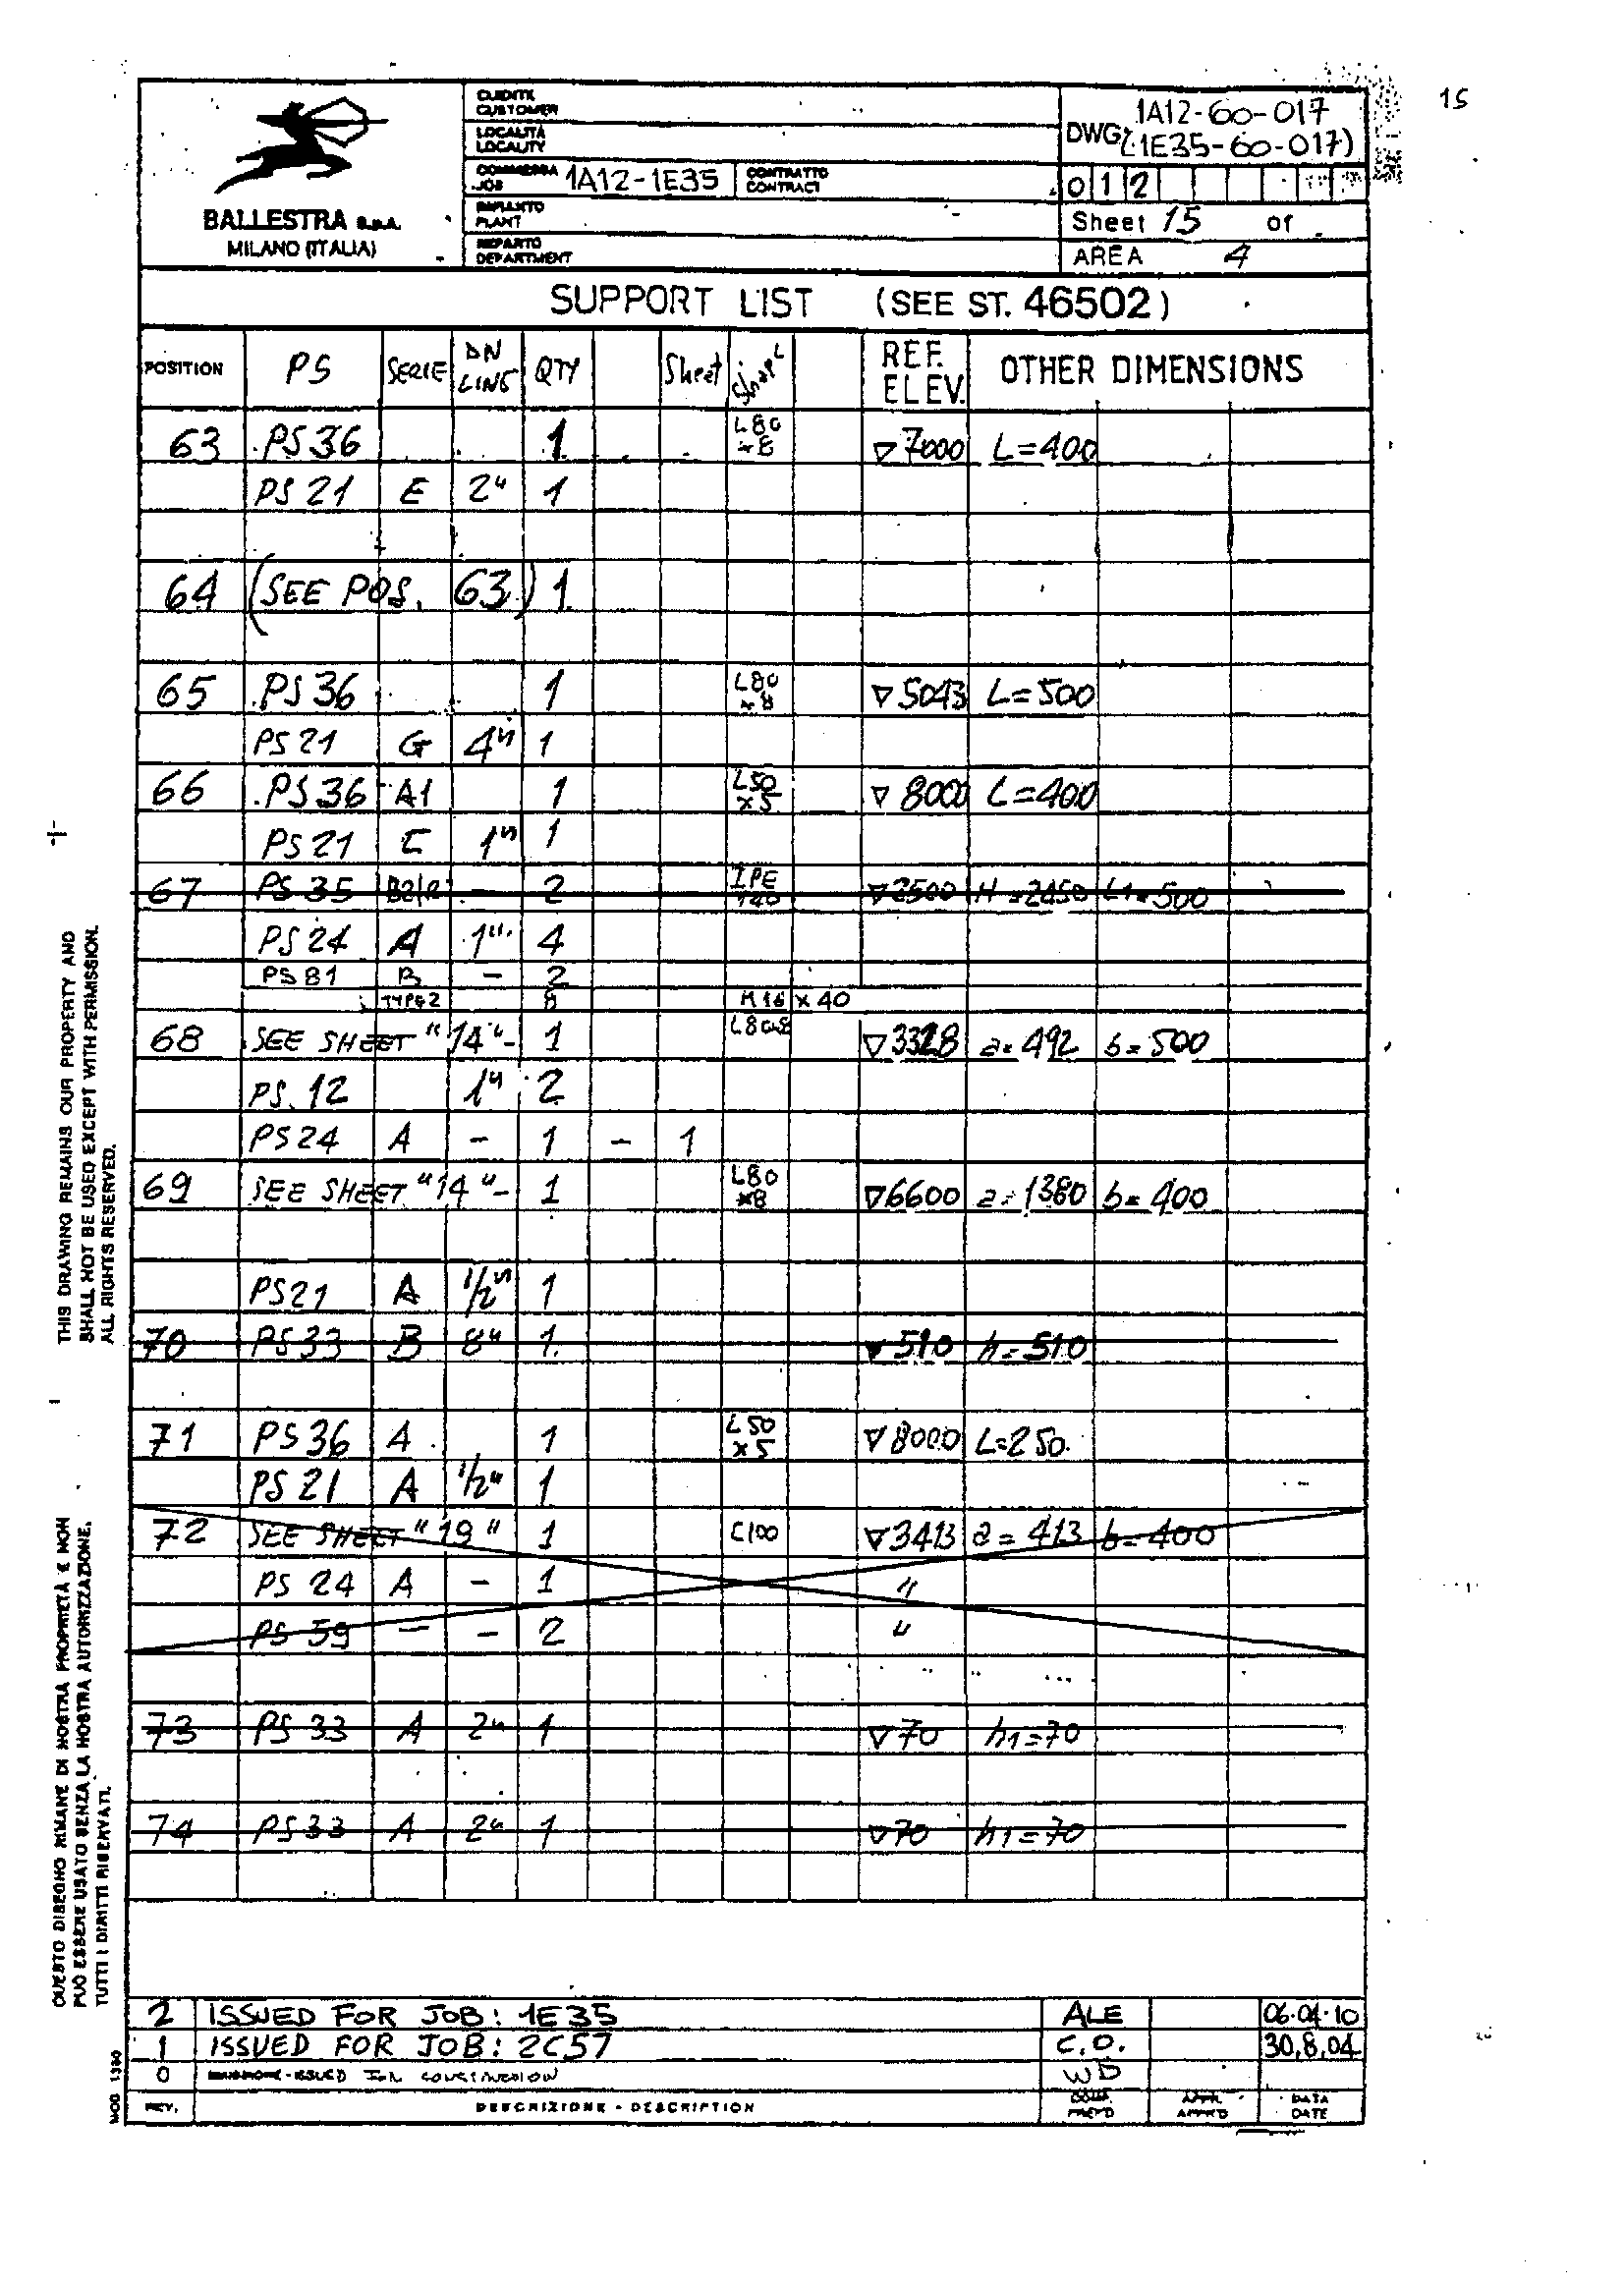 15
CLIENTE
CUSTOMER
LOCALITÀ
LOCALITY
COMMESSA
JOB 1A12-1E35
CONTRATTO
CONTRACT
IMPIANTO
PLANT
REPARTO
DEPARTMENT
BALLESTRA S.p.A.
MILANO (ITALIA)
1A12-60-017
DWG: (1E35-60-017)
0 1 2
Sheet 15 of
AREA 4
SUPPORT LIST (SEE ST. 46502)
POSITION PS SERIE DN LINE QTY Sheet REF. ELEV. OTHER DIMENSIONS
63 PS 36 1 L80 ×8 ▽7000 L=400
PS 21 E 2" 1
64 (SEE POS. 63) 1
65 PS 36 1 L80 ×8 ▽5043 L=500
PS 21 G 4" 1
66 PS 36 A1 1 L50 ×5 ▽8000 L=400
PS 21 1" 1
67 PS 35 2 IPE 140 ▽2500 H=2450 L1=500
PS 24 A 1" 4
PS 81 B - 2
TYPE 2 8 M16 × 40
68 SEE SHEET "14" - 1 L80×8 ▽3328 a=492 b=500
PS 12 1" 2
PS 24 A - 1 - 1
69 SEE SHEET "14" - 1 L80 ×8 ▽6600 a=1380 b=400
PS 21 A 1/2" 1
70 PS 33 B 8" 1 ▽510 h=510
71 PS 36 A 1 L50 ×5 ▽8000 L=250
PS 21 A 1/2" 1
72 SEE SHEET "19" 1 C100 ▽3413 a=413 b=400
PS 24 A - 1 "
PS 59 - - 2 "
73 PS 33 A 2" 1 ▽70 h1=70
74 PS 33 A 2" 1 ▽70 h1=70
THIS DRAWING REMAINS OUR PROPERTY AND
SHALL NOT BE USED EXCEPT WITH PERMISSION.
ALL RIGHTS RESERVED.
QUESTO DISEGNO RIMANE DI NOSTRA PROPRIETÀ E NON
PUÒ ESSERE USATO SENZA LA NOSTRA AUTORIZZAZIONE.
TUTTI I DIRITTI RISERVATI.
2 ISSUED FOR JOB: 1E35 ALE 06.04.10
1 ISSUED FOR JOB: 2C57 C.O. 30.8.04
0 ISSUED FOR CONSTRUCTION WD
REV. DESCRIZIONE - DESCRIPTION COMP. PREP'D APPR. APPR'D DATA DATE
MOD 1380